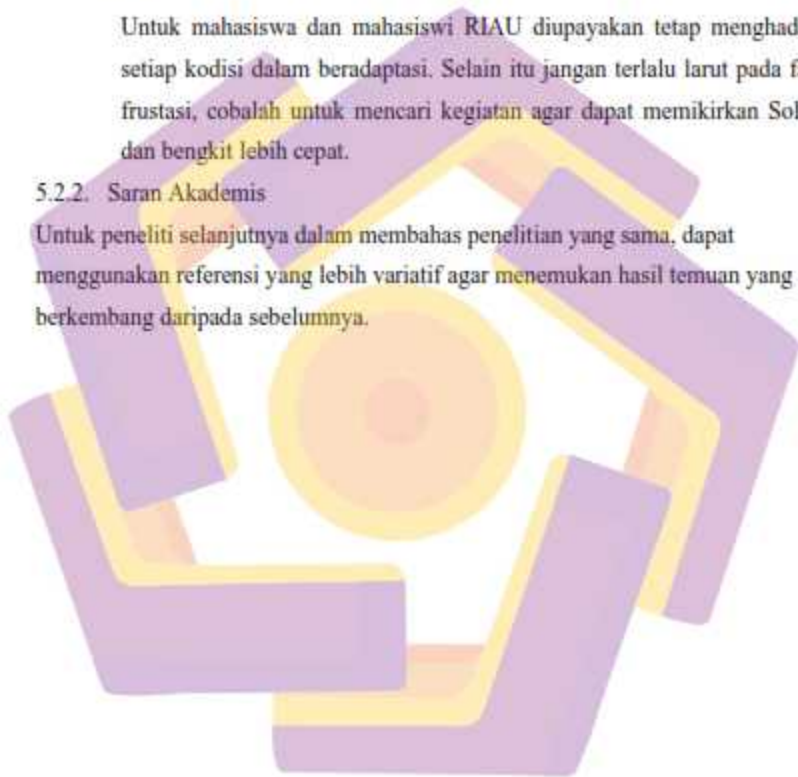 Untuk mahasiswa dan mahasiswi RIAU diupayakan tetap menghad
setiap kodisi dalam beradaptasi. Selain itu jangan terlalu larut pada f
frustasi, cobalah untuk mencari kegiatan agar dapat memikirkan Sol
dan bengkit lebih cepat.
5.2.2. Saran Akademis
Untuk peneliti selanjutnya dalam membahas penelitian yang sama, dapat
menggunakan referensi yang lebih variatif agar menemukan hasil temuan yang
berkembang daripada sebelumnya.